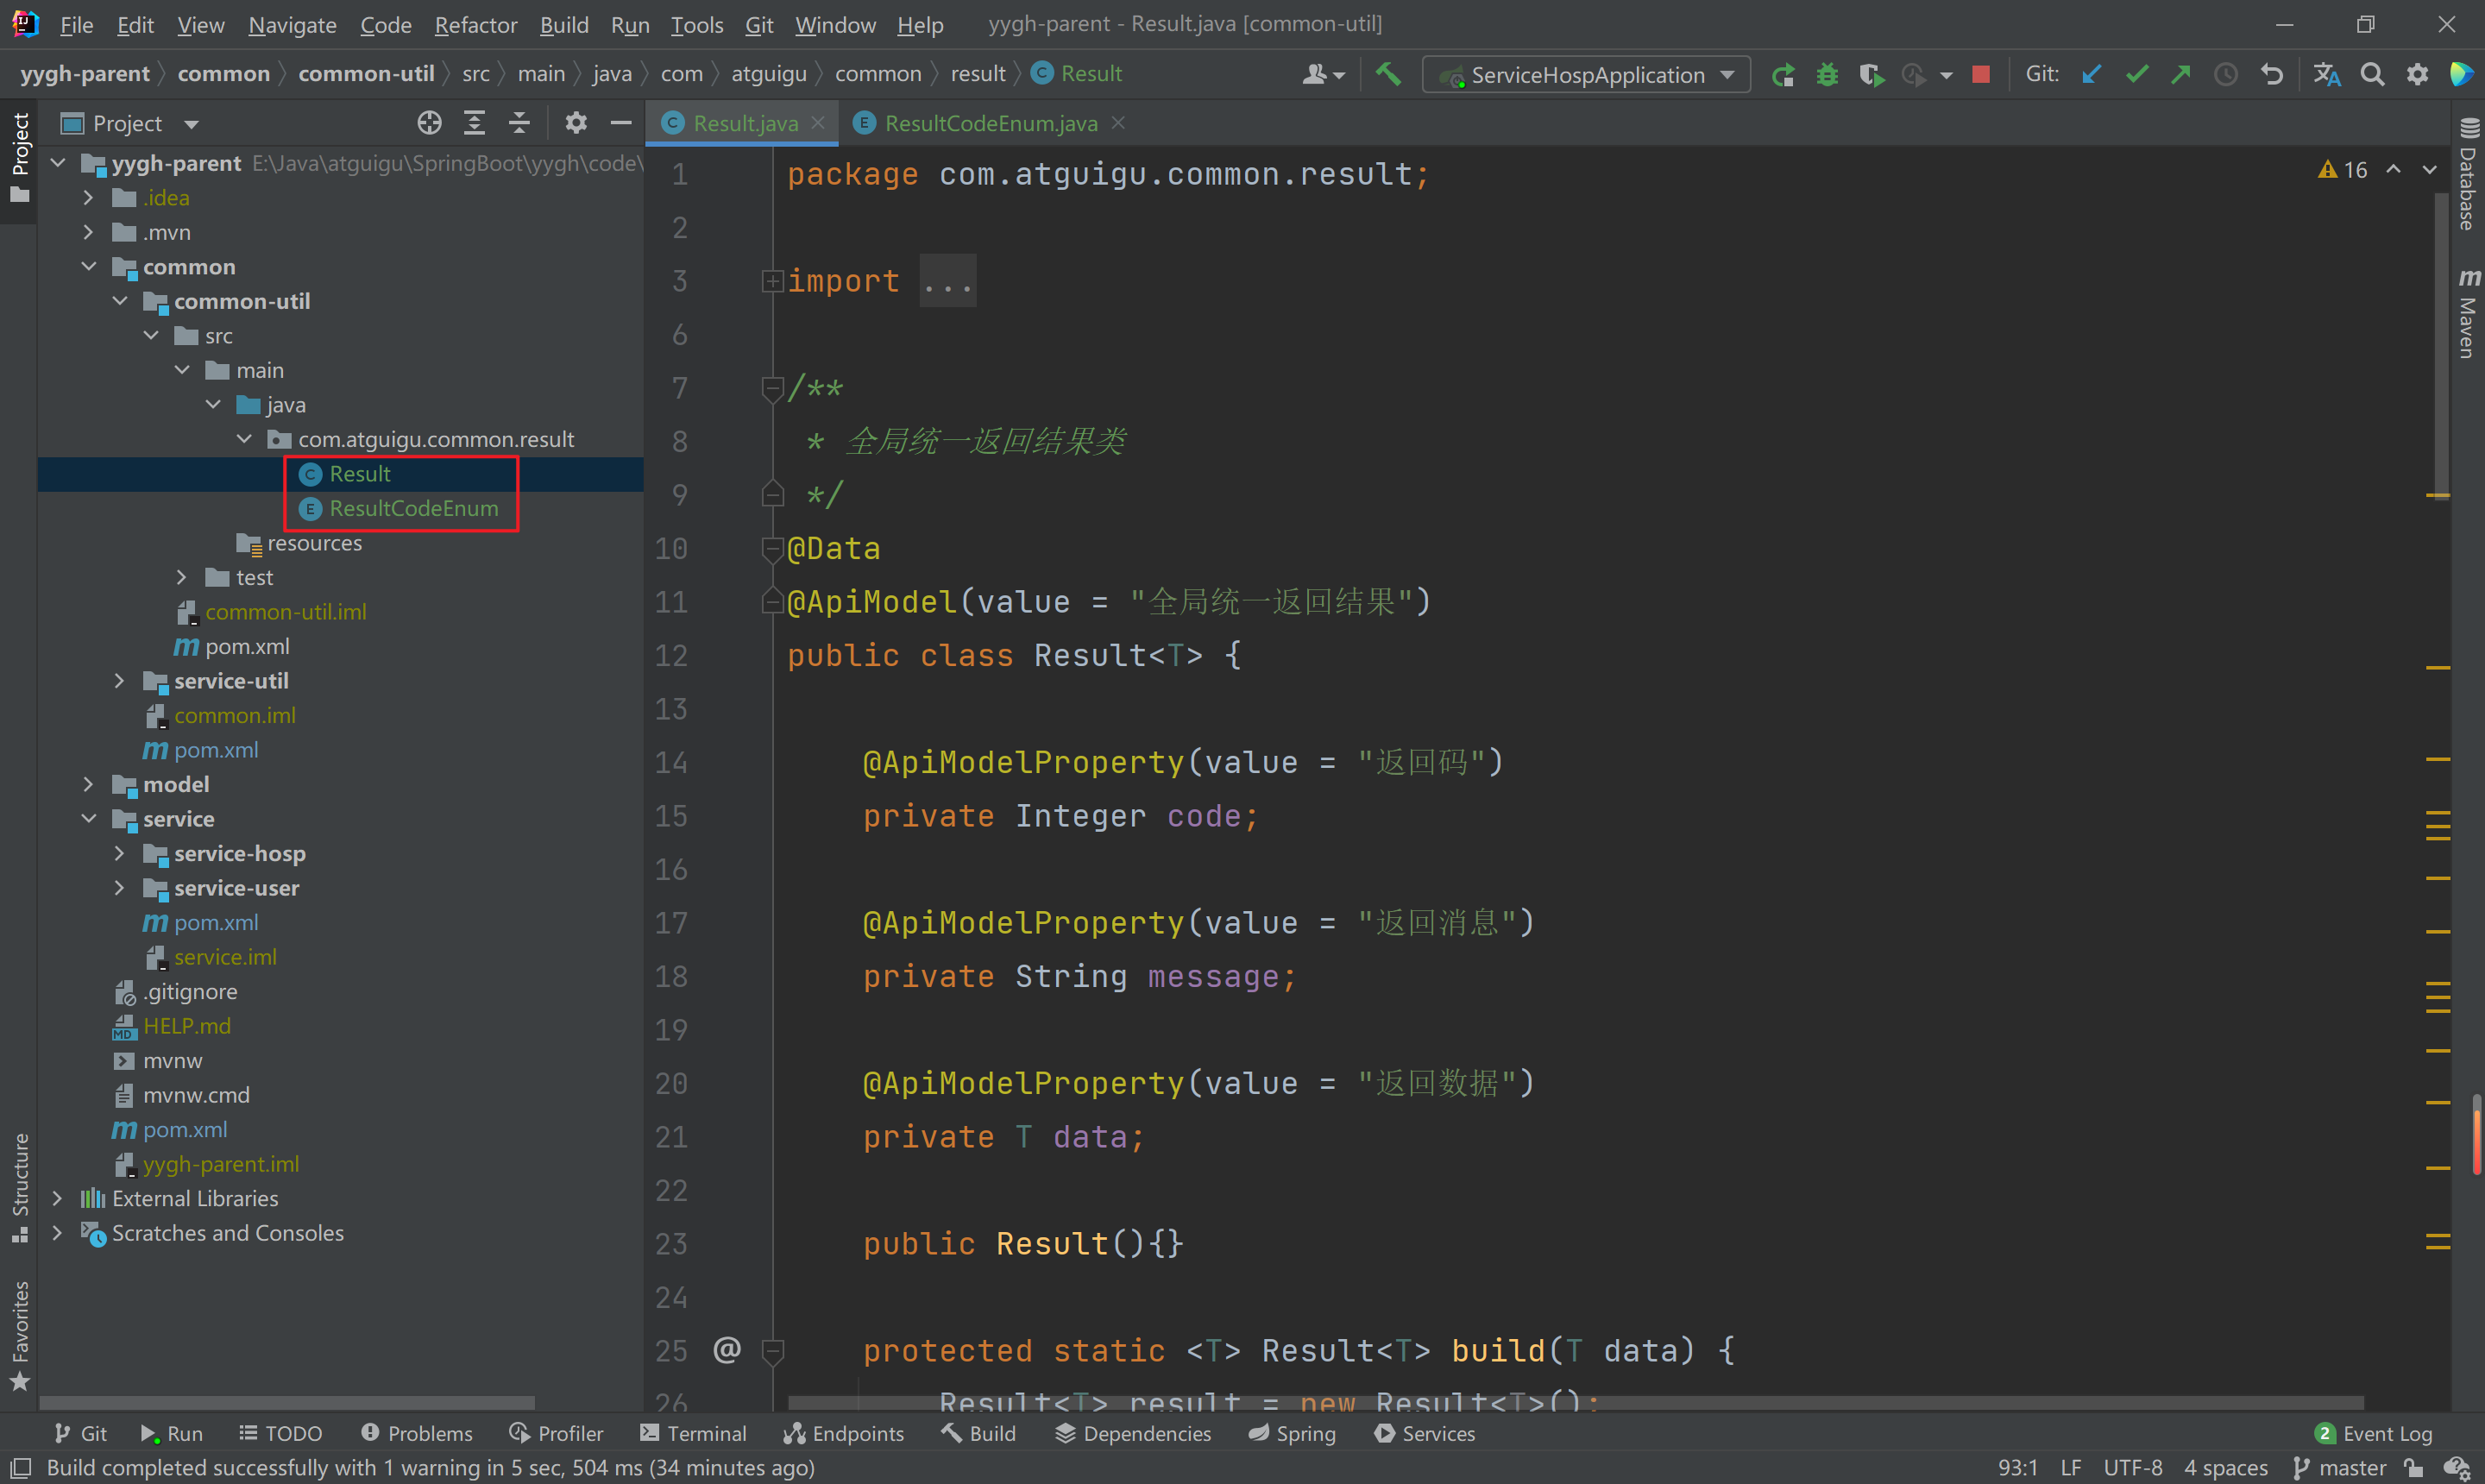 File Edit View Navigate Code Refactor Build Run Tools Git Window Help yygh-parent - Result.java [common-util]
yygh-parent common common-util src main java com atguigu common result Result ServiceHospApplication Git:
Project
Result.java
ResultCodeEnum.java
Project
yygh-parent E:\Java\atguigu\SpringBoot\yygh\code\
.idea
.mvn
common
common-util
src
main
java
com.atguigu.common.result
Result
ResultCodeEnum
resources
test
common-util.iml
pom.xml
service-util
common.iml
pom.xml
model
service
service-hosp
service-user
pom.xml
service.iml
.gitignore
HELP.md
mvnw
mvnw.cmd
pom.xml
yygh-parent.iml
External Libraries
Scratches and Consoles
Structure
Favorites
1 package com.atguigu.common.result;
2
3 import ...
6
7 /**
8 * 全局统一返回结果类
9 */
10 @Data
11 @ApiModel(value = "全局统一返回结果")
12 public class Result<T> {
13
14 @ApiModelProperty(value = "返回码")
15 private Integer code;
16
17 @ApiModelProperty(value = "返回消息")
18 private String message;
19
20 @ApiModelProperty(value = "返回数据")
21 private T data;
22
23 public Result(){}
24
25 @ protected static <T> Result<T> build(T data) {
26 Result<T> result = new Result<T>();
16
Database
Maven
Git Run TODO Problems Profiler Terminal Endpoints Build Dependencies Spring Services 2 Event Log
Build completed successfully with 1 warning in 5 sec, 504 ms (34 minutes ago) 93:1 LF UTF-8 4 spaces master